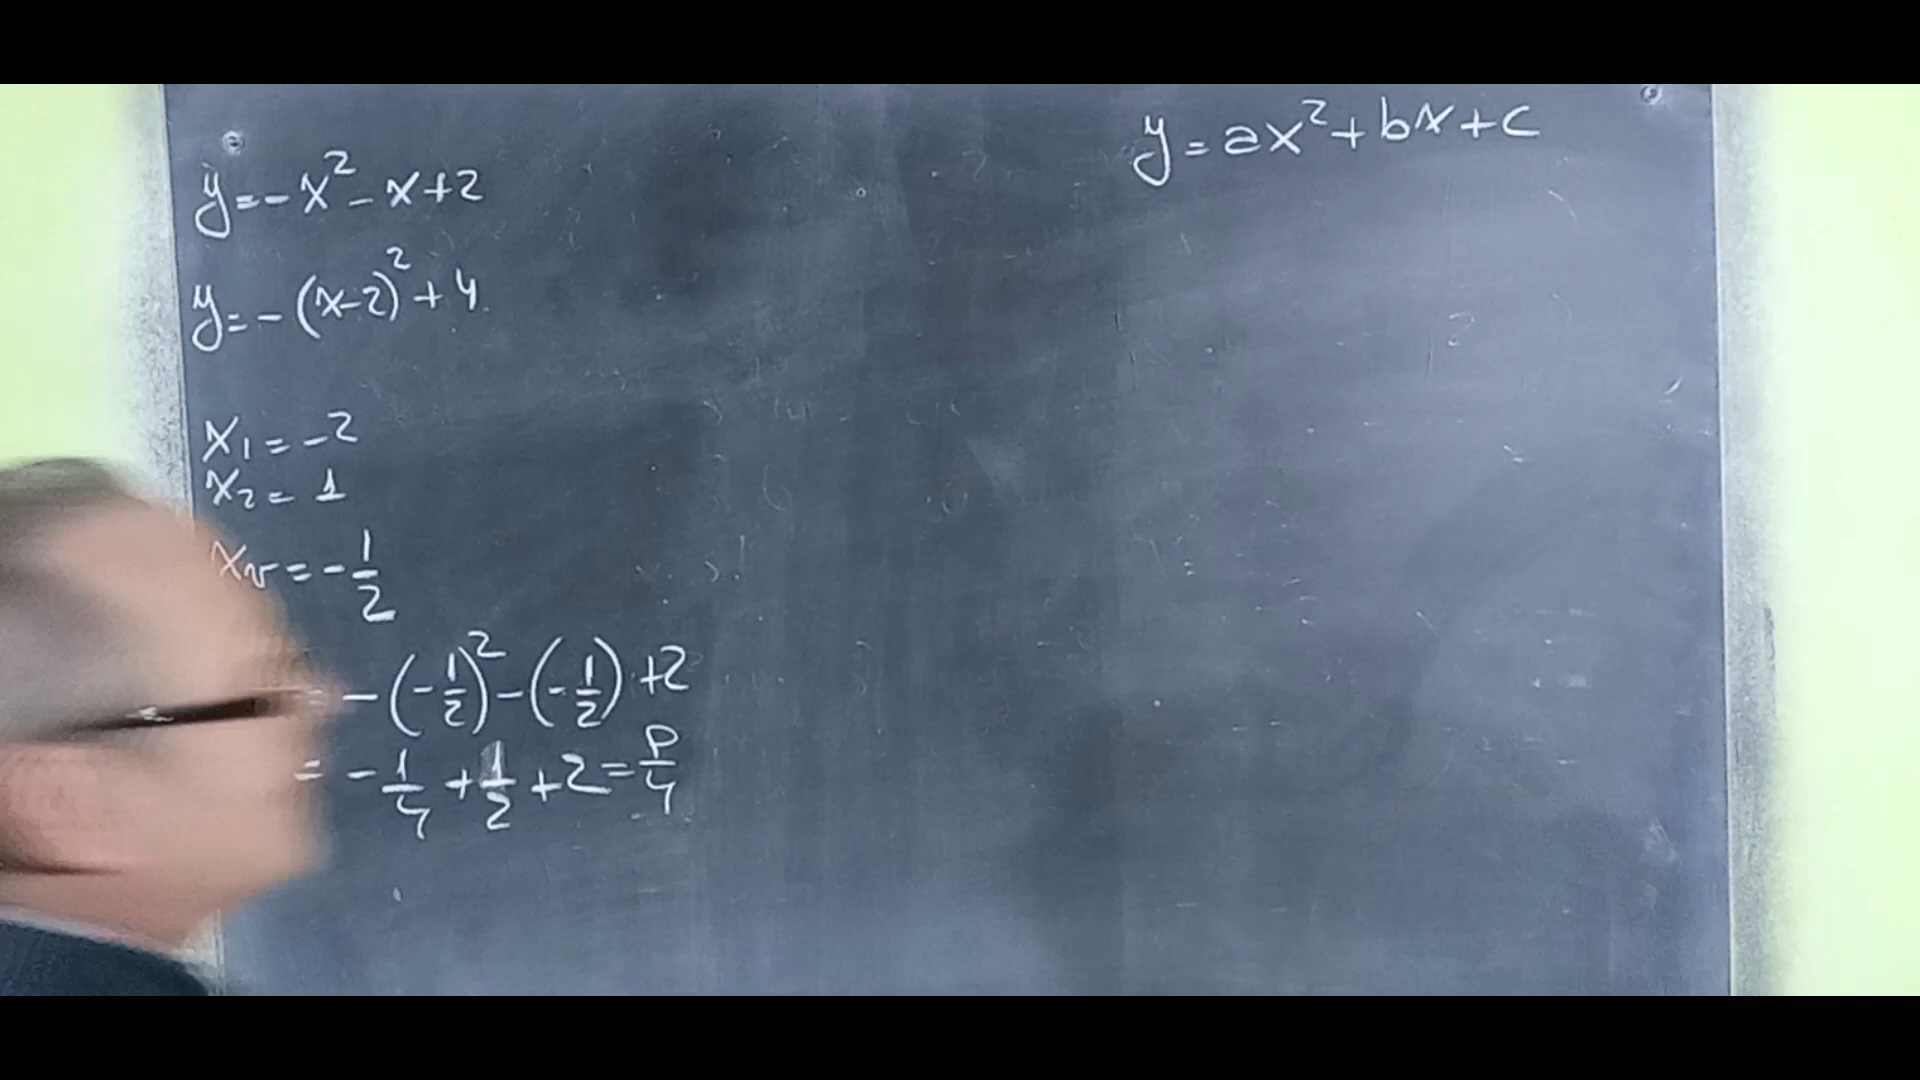 y=-x²-x+2
y=-(x-2)²+4
x₁=-2
x₂=1
xᵥ=-1/2
=-(-1/2)²-(-1/2)+2
=-1/4+1/2+2=9/4
y=ax²+bx+c